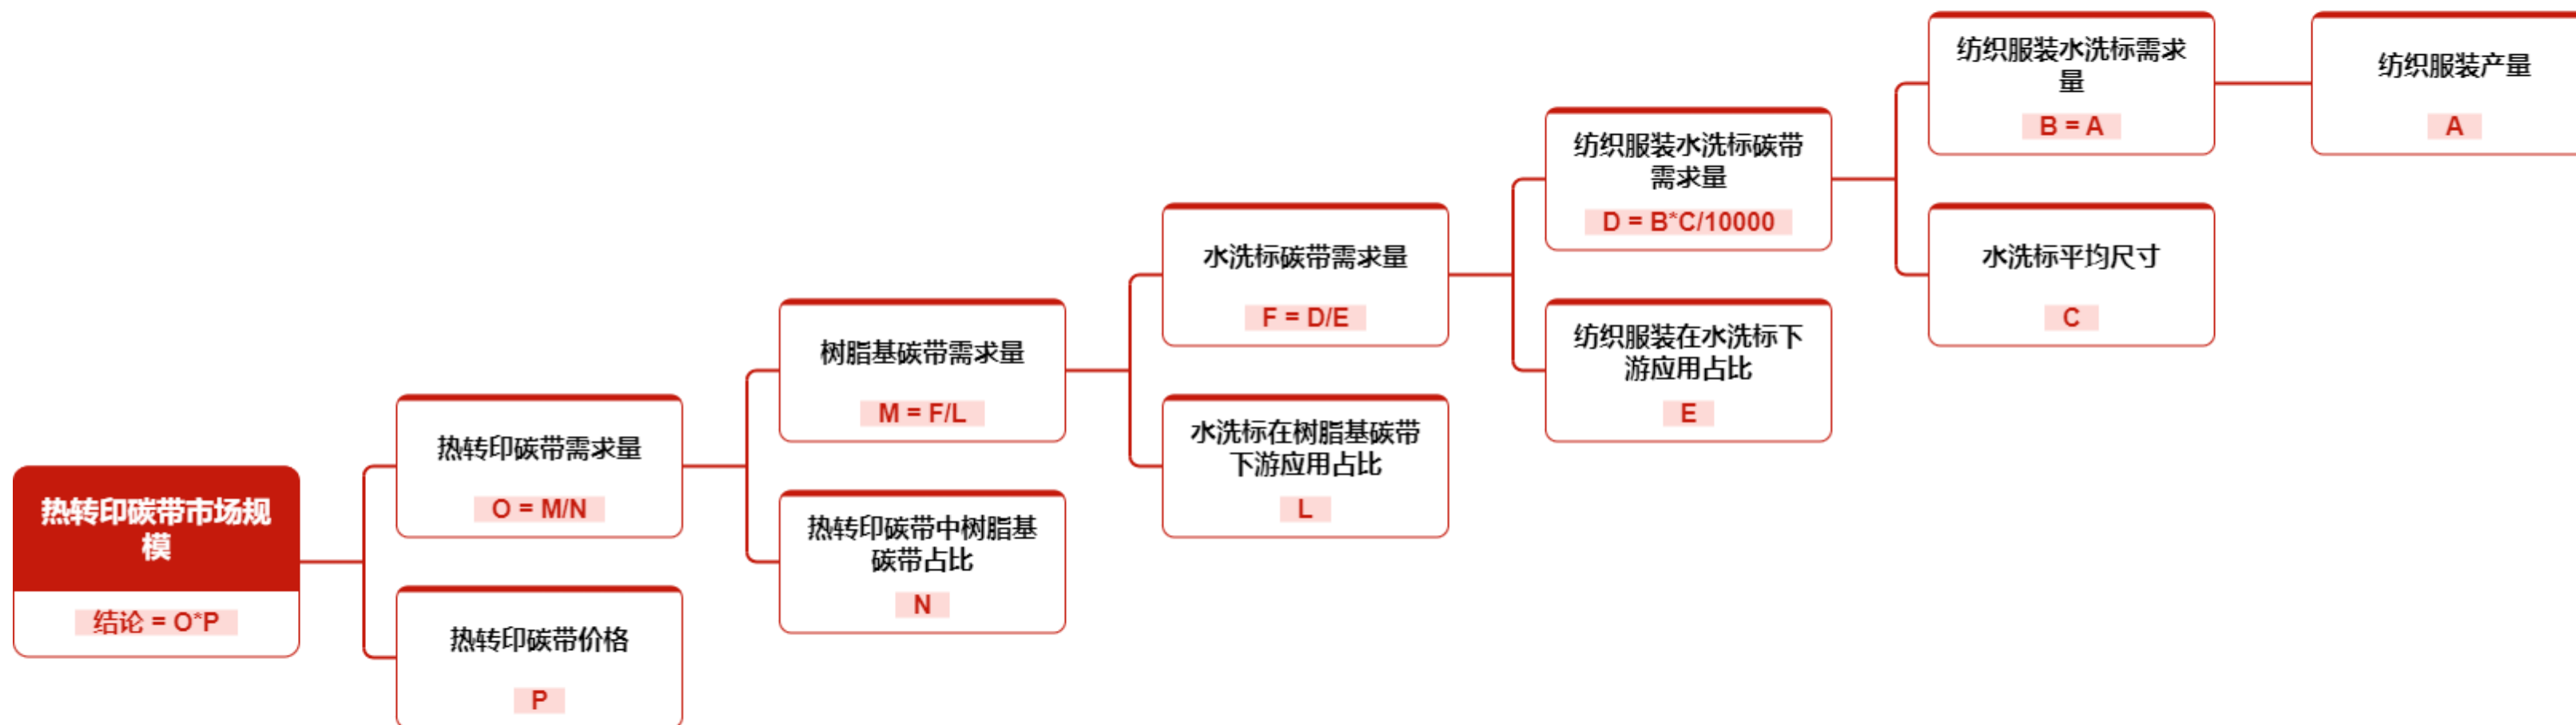 热转印碳带市场规
模
结论 = O*P
热转印碳带需求量
O = M/N
热转印碳带价格
P
树脂基碳带需求量
M = F/L
热转印碳带中树脂基
碳带占比
N
水洗标碳带需求量
F = D/E
水洗标在树脂基碳带
下游应用占比
L
纺织服装水洗标碳带
需求量
D = B*C/10000
纺织服装在水洗标下
游应用占比
E
纺织服装水洗标需求
量
B = A
水洗标平均尺寸
C
纺织服装产量
A